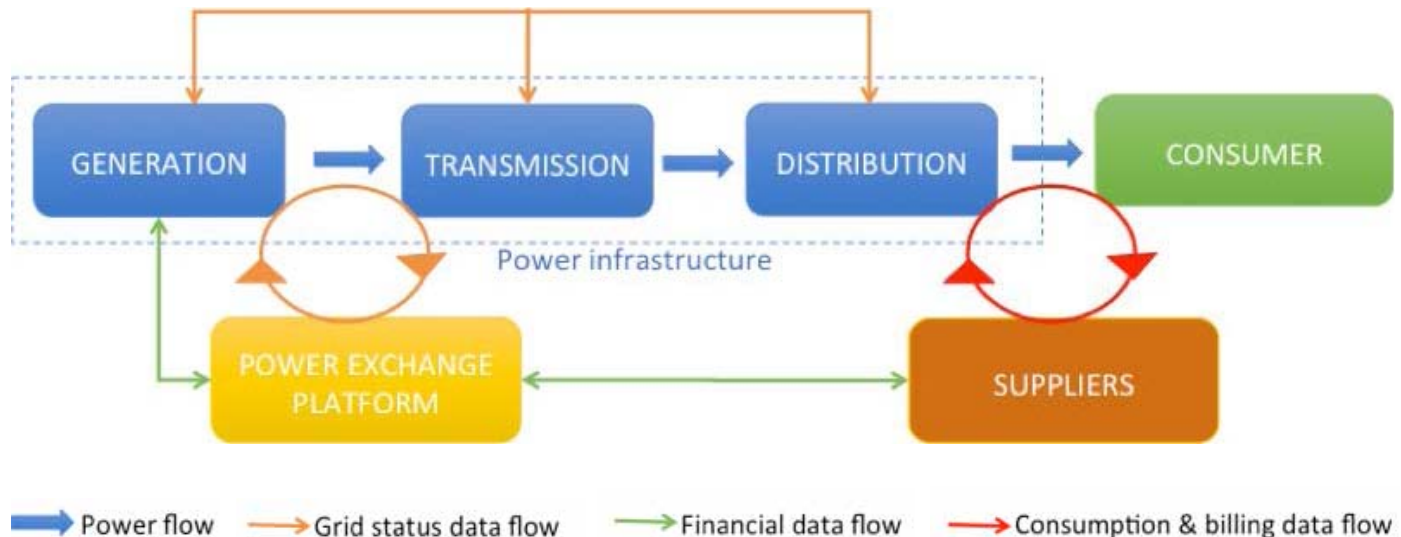 GENERATION
TRANSMISSION
DISTRIBUTION
CONSUMER
Power infrastructure
POWER EXCHANGE
PLATFORM
SUPPLIERS
Power flow
Grid status data flow
Financial data flow
Consumption & billing data flow